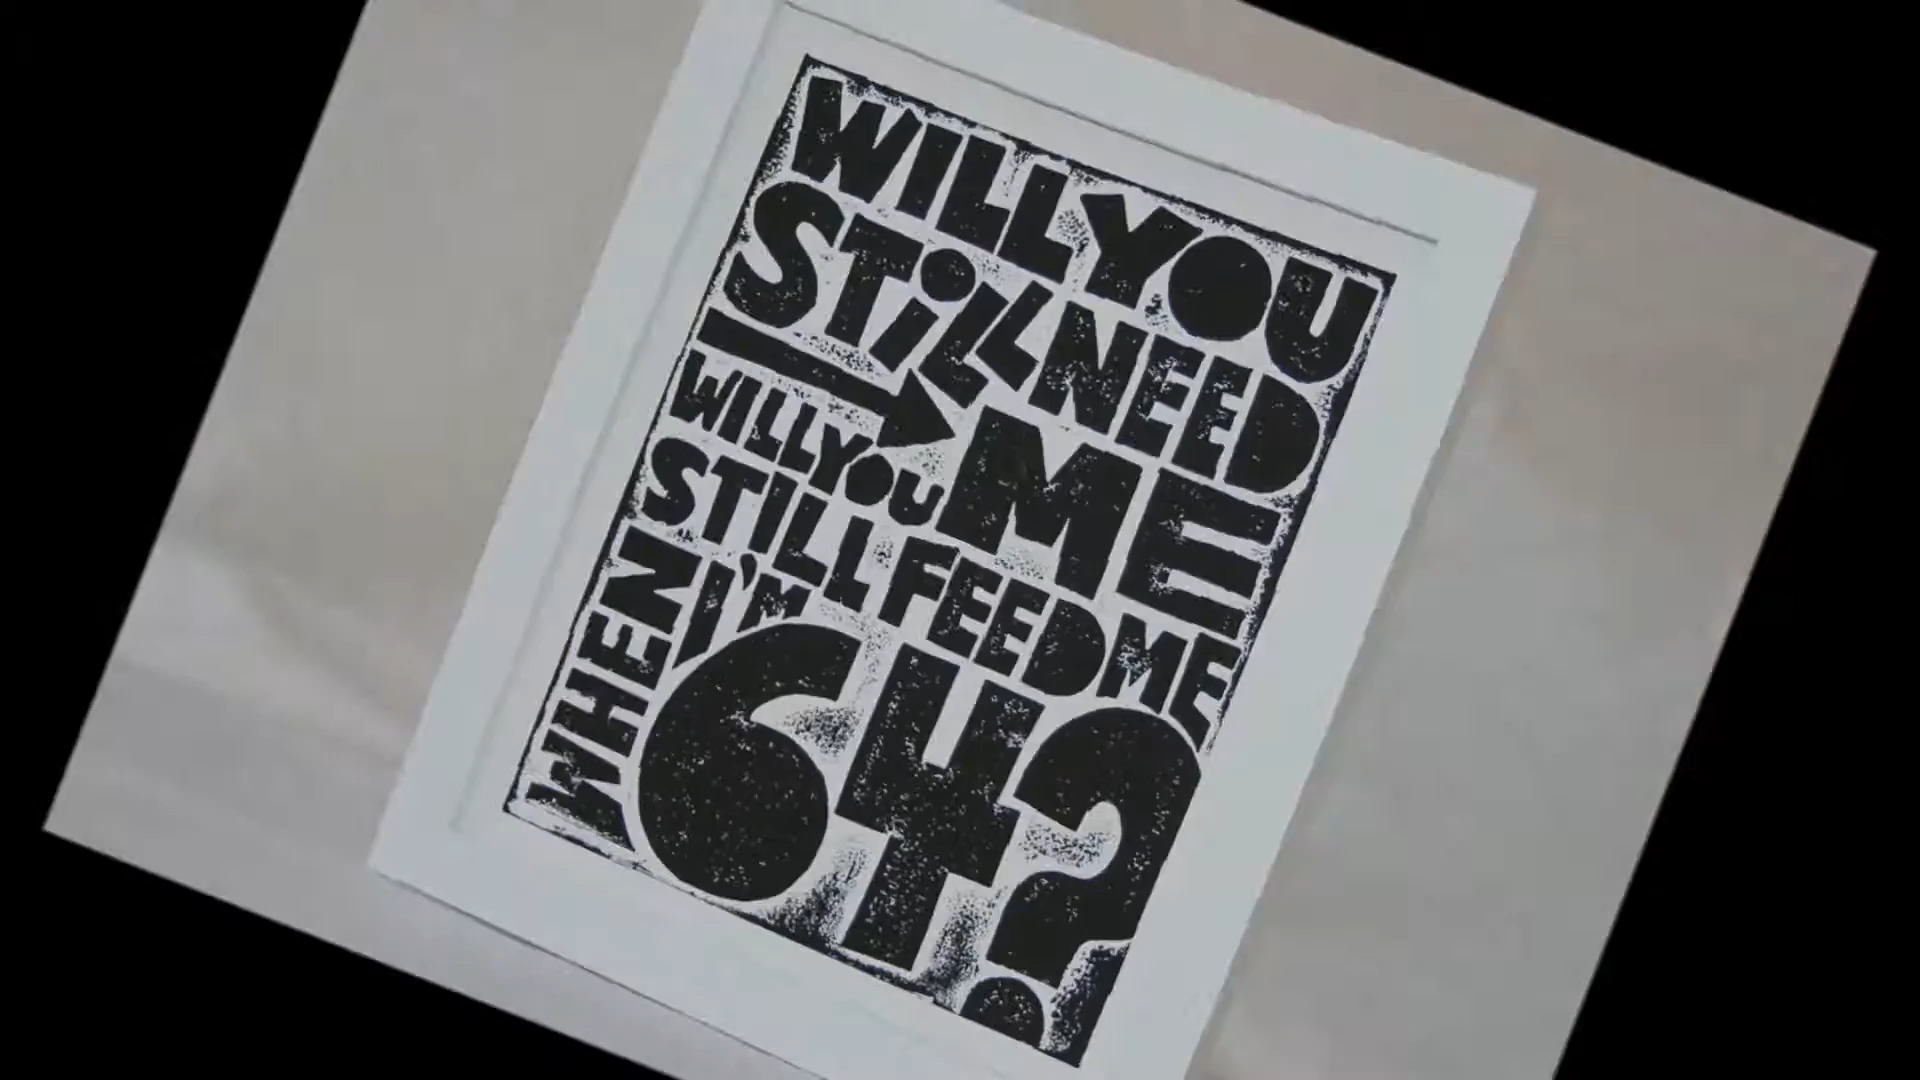 WILL YOU
STiLL NEED
ME
WILL YOU
STILL FEED ME
WHEN
I'M
64?